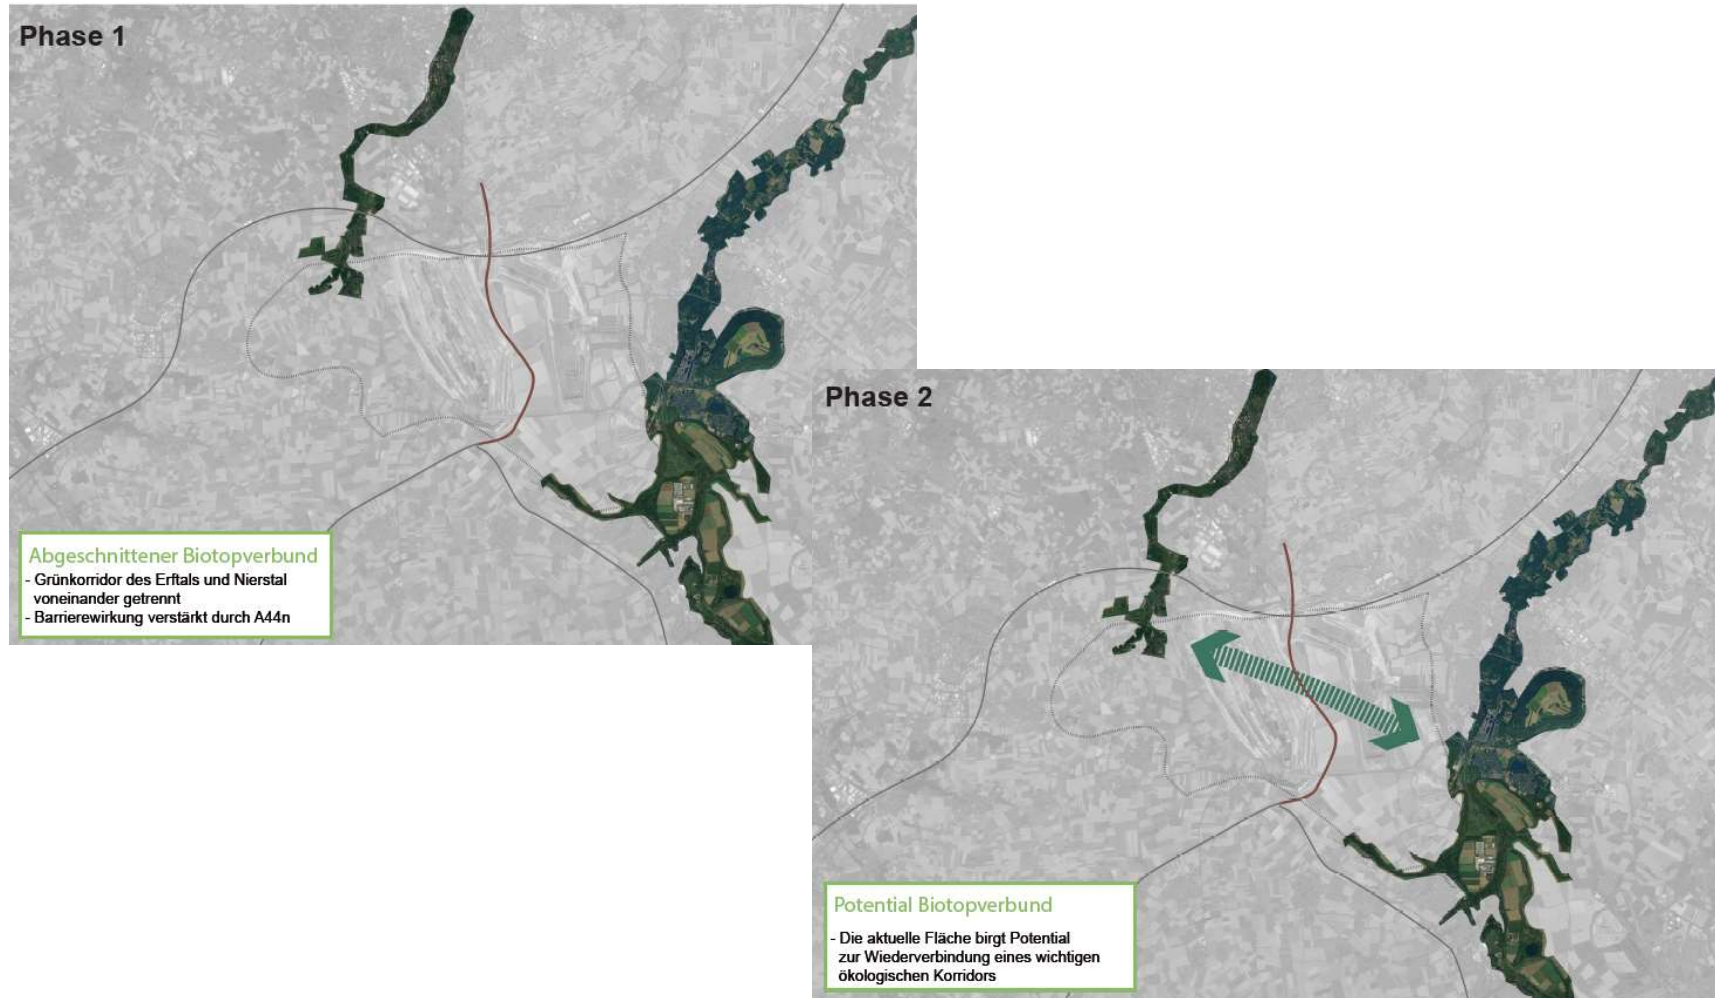 Phase 1
Abgeschnittener Biotopverbund
- Grünkorridor des Erftals und Nierstal
voneinander getrennt
- Barrierewirkung verstärkt durch A44n
Phase 2
Potential Biotopverbund
- Die aktuelle Fläche birgt Potential
zur Wiederverbindung eines wichtigen
ökologischen Korridors